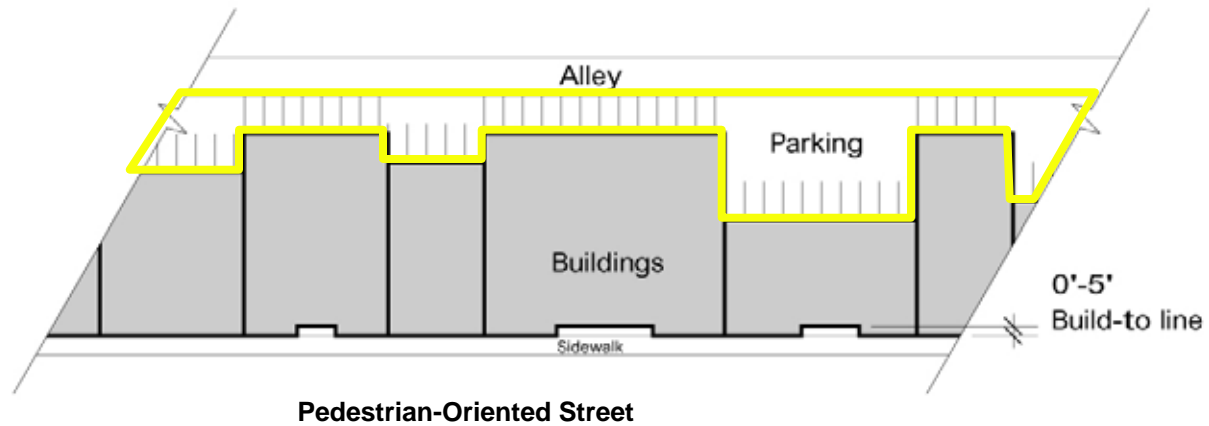 Alley
Parking
Buildings
0'-5'
Build-to line
Sidewalk
Pedestrian-Oriented Street